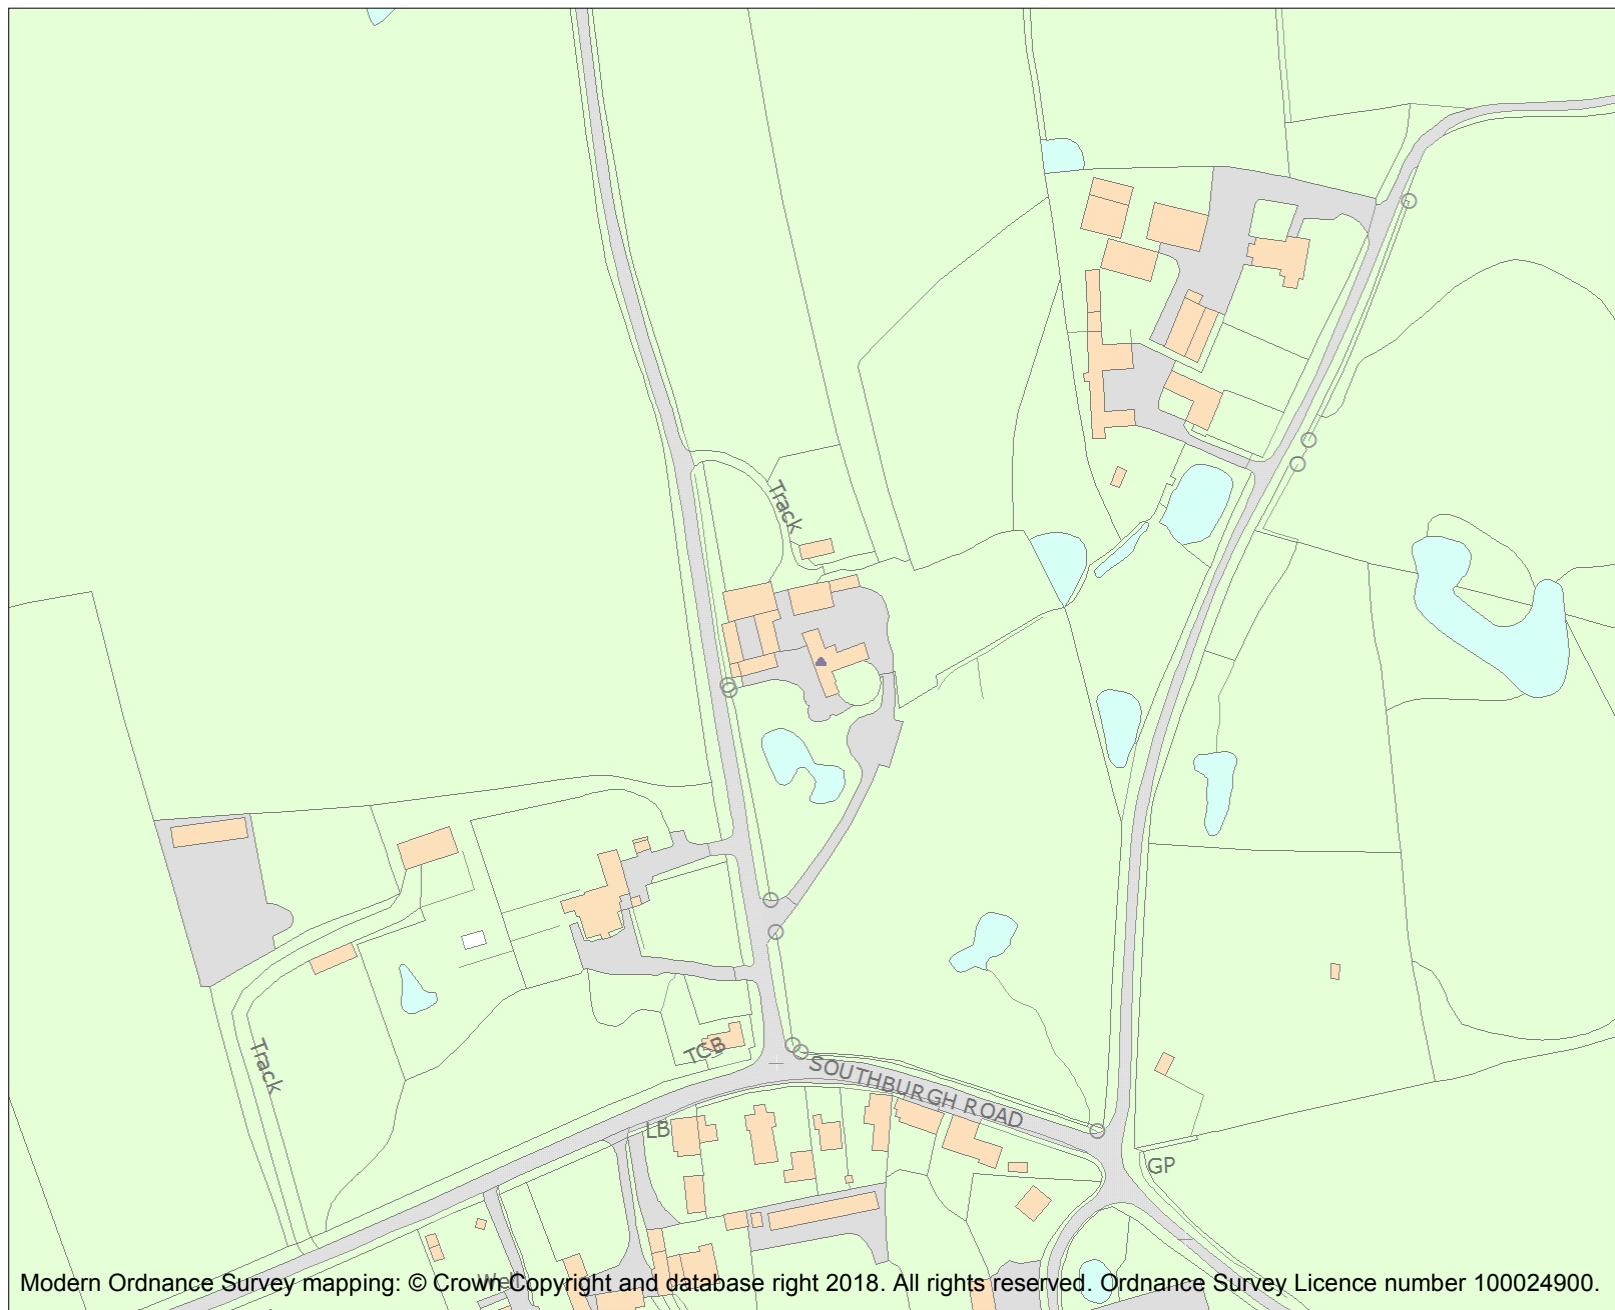 Track
Track
TCB
SOUTHBURGH ROAD
LB
GP
Well
Modern Ordnance Survey mapping: © Crown Copyright and database right 2018. All rights reserved. Ordnance Survey Licence number 100024900.